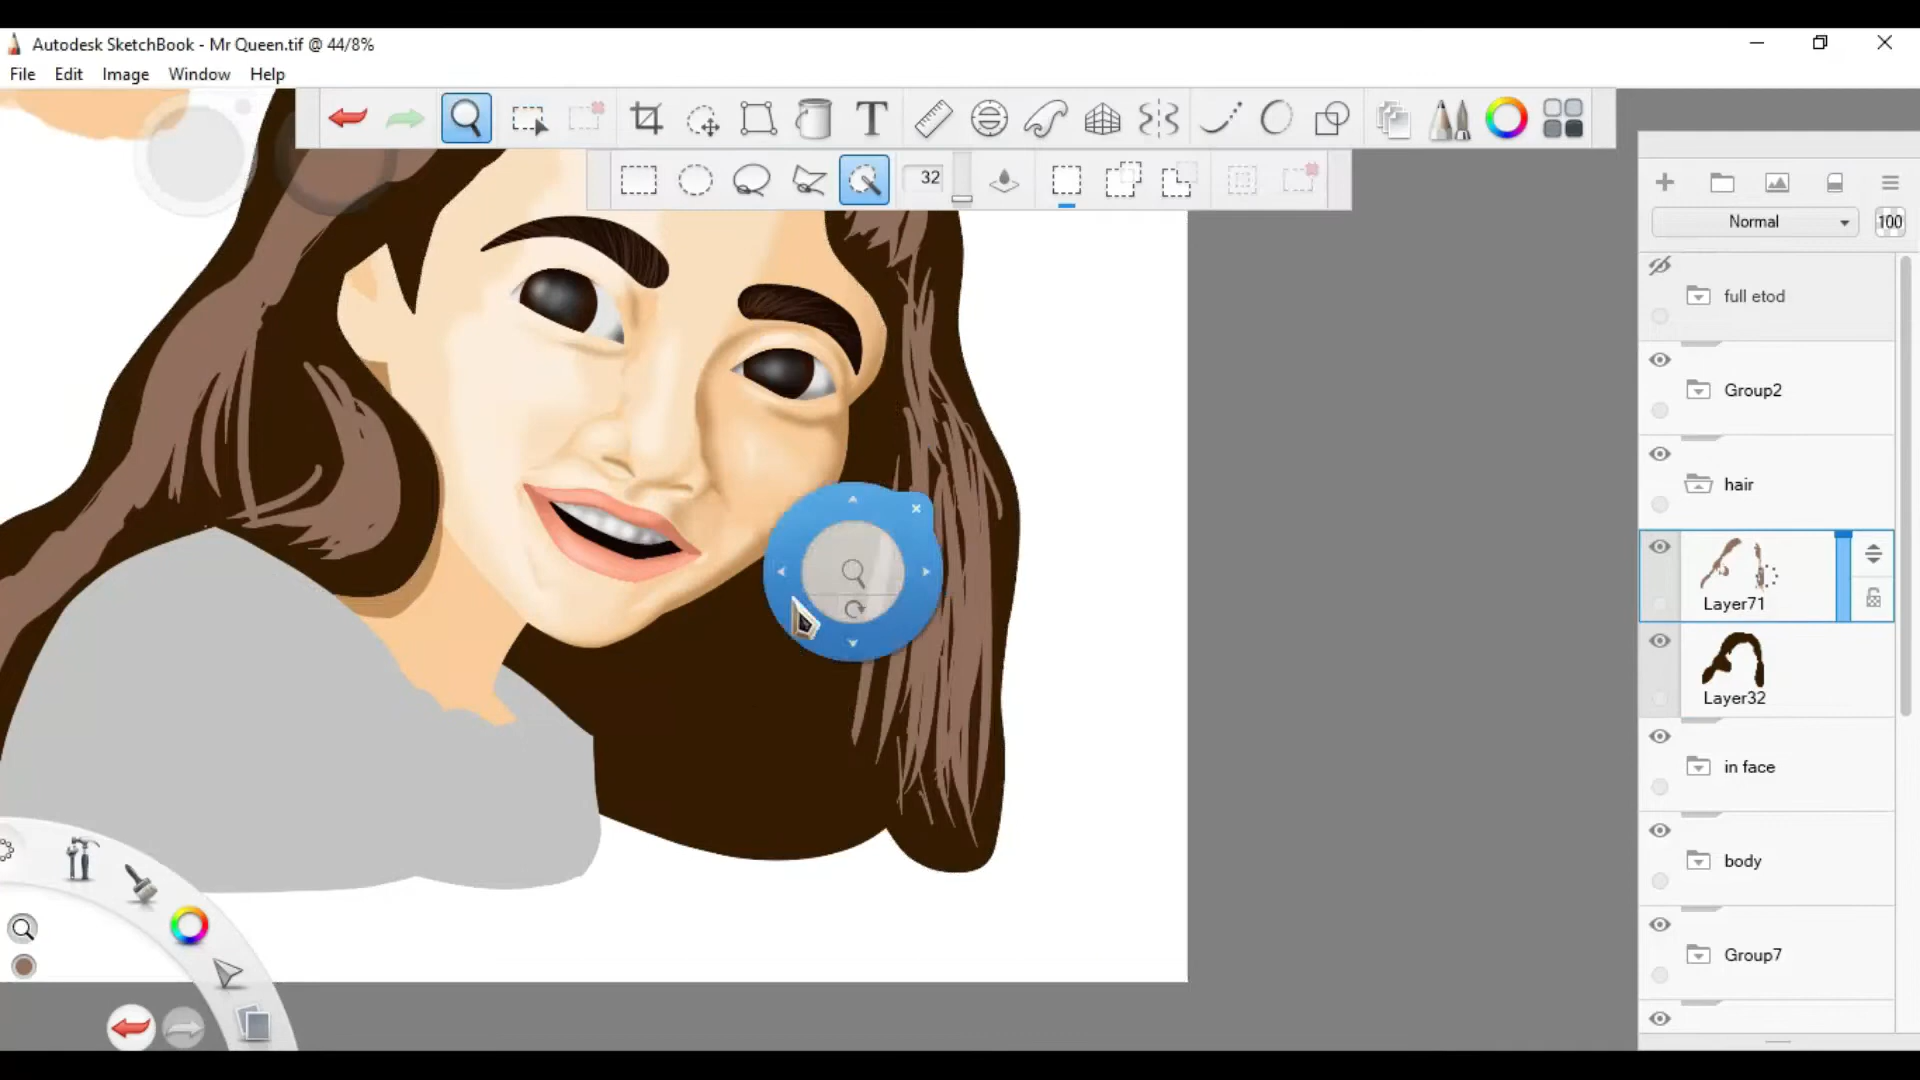 Autodesk SketchBook - Mr Queen.tif @ 44/8%
File Edit Image Window Help
T
32
Normal 100
full etod
Group2
hair
Layer71
Layer32
in face
body
Group7